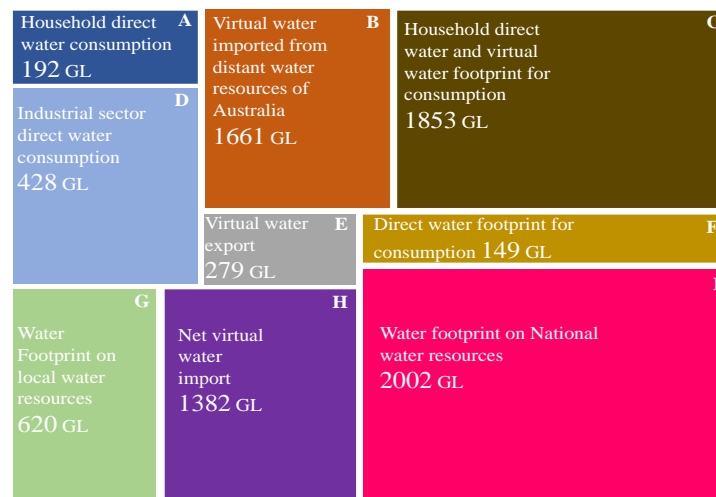 Household direct
water consumption
192 GL
A
Virtual water
imported from
distant water
resources of
Australia
1661 GL
B
Household direct
water and virtual
water footprint for
consumption
1853 GL
C
Industrial sector
direct water
consumption
428 GL
D
Virtual water
export
279 GL
E
Direct water footprint for
consumption 149 GL
F
Water
Footprint on
local water
resources
620 GL
G
Net virtual
water
import
1382 GL
H
Water footprint on National
water resources
2002 GL